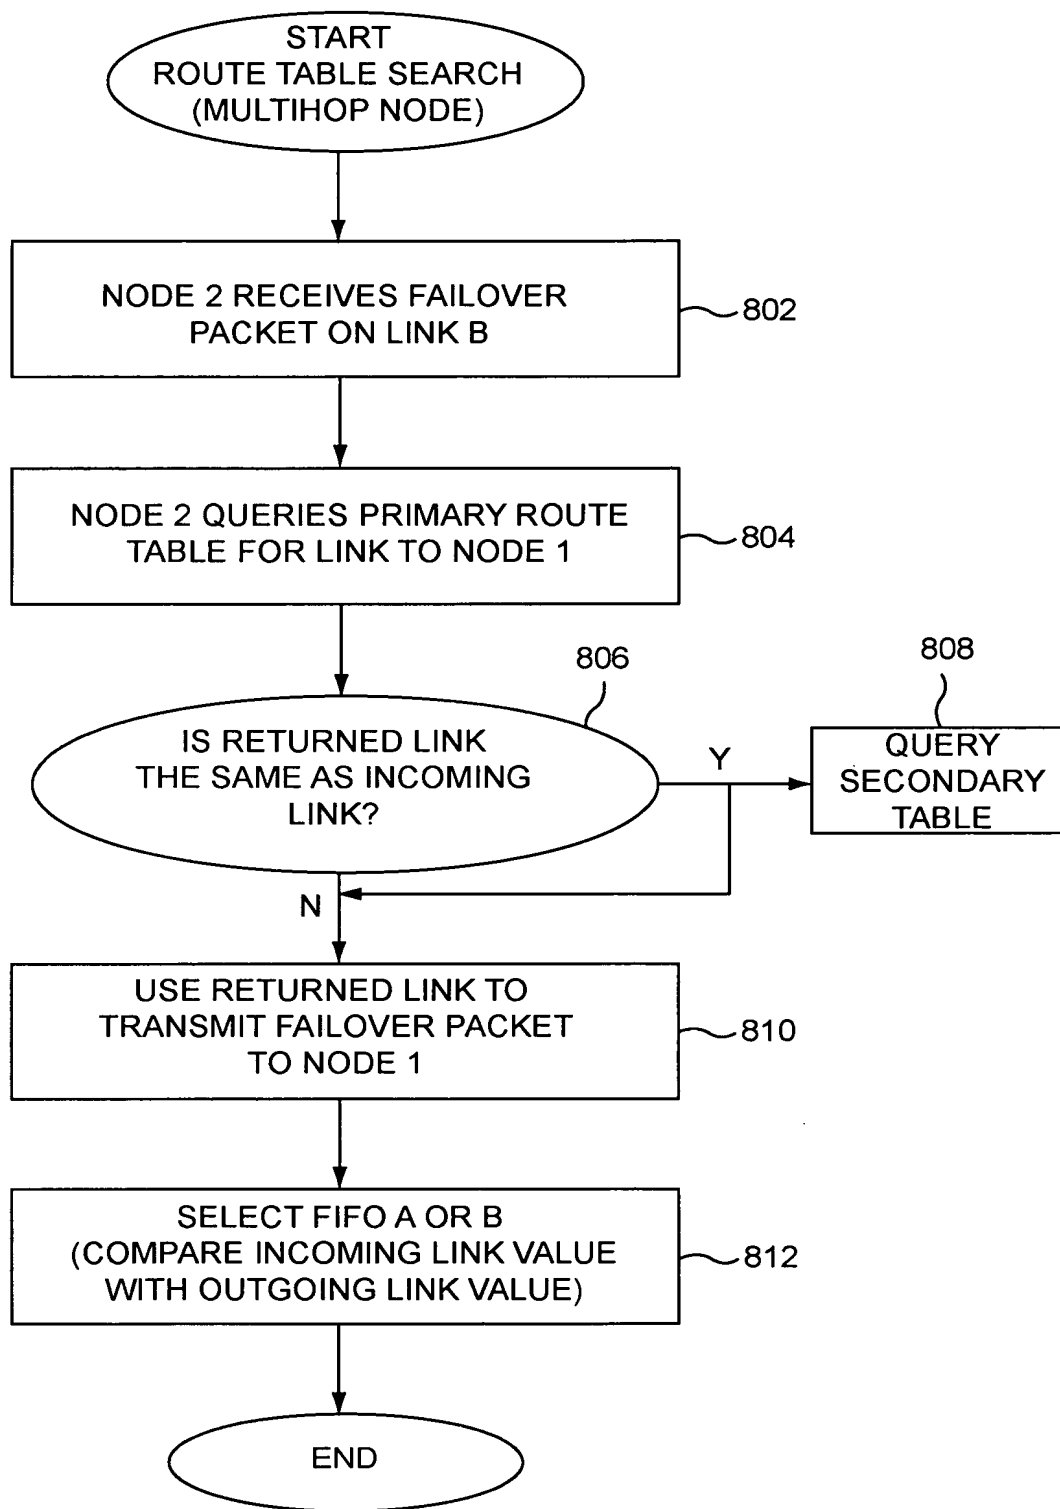 START
ROUTE TABLE SEARCH
(MULTIHOP NODE)
NODE 2 RECEIVES FAILOVER
PACKET ON LINK B
802
NODE 2 QUERIES PRIMARY ROUTE
TABLE FOR LINK TO NODE 1
804
806
808
IS RETURNED LINK
THE SAME AS INCOMING
LINK?
Y
QUERY
SECONDARY
TABLE
N
USE RETURNED LINK TO
TRANSMIT FAILOVER PACKET
TO NODE 1
810
SELECT FIFO A OR B
(COMPARE INCOMING LINK VALUE
WITH OUTGOING LINK VALUE)
812
END